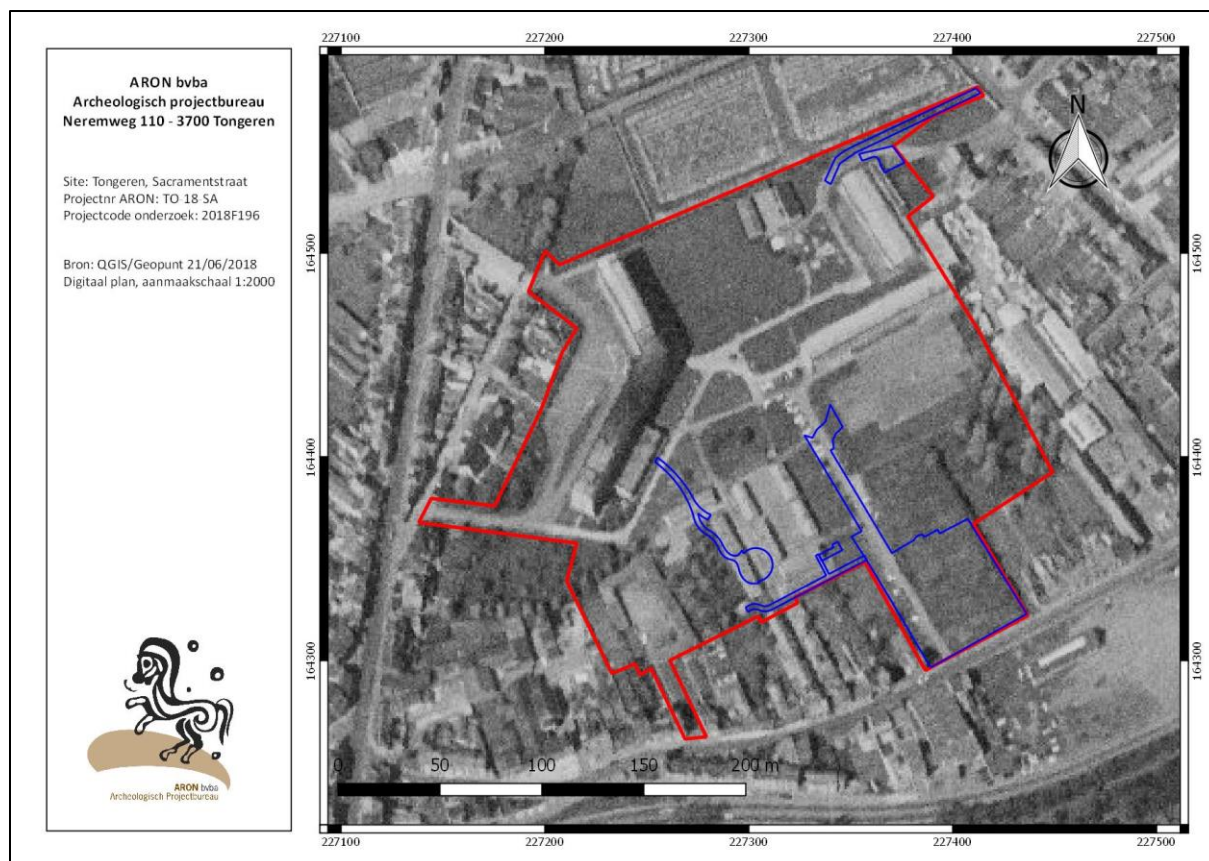 ARON bvba
Archeologisch projectbureau
Neremweg 110 - 3700 Tongeren
Site: Tongeren, Sacramentstraat
Projectnr ARON: TO 18 SA
Projectcode onderzoek: 2018F196
Bron: QGIS/Geopunt 21/06/2018
Digitaal plan, aanmaakschaal 1:2000
ARON bvba
Archeologisch Projectbureau
227100 227200 227300 227400 227500
N
164500 164500
164400 164400
164300 164300
0 50 100 150 200 m
227100 227200 227300 227400 227500